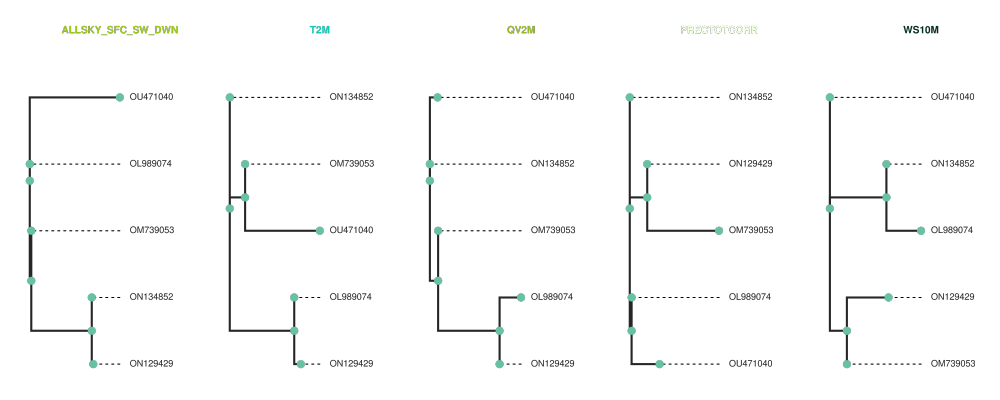 ALLSKY_SFC_SW_DWN T2M QV2M PRECTOTCORR WS10M
OU471040 ON134852 OU471040 ON134852 OU471040
OL989074 OM739053 ON134852 ON129429 ON134852
OM739053 OU471040 OM739053 OM739053 OL989074
ON134852 OL989074 OL989074 OL989074 ON129429
ON129429 ON129429 ON129429 OU471040 OM739053